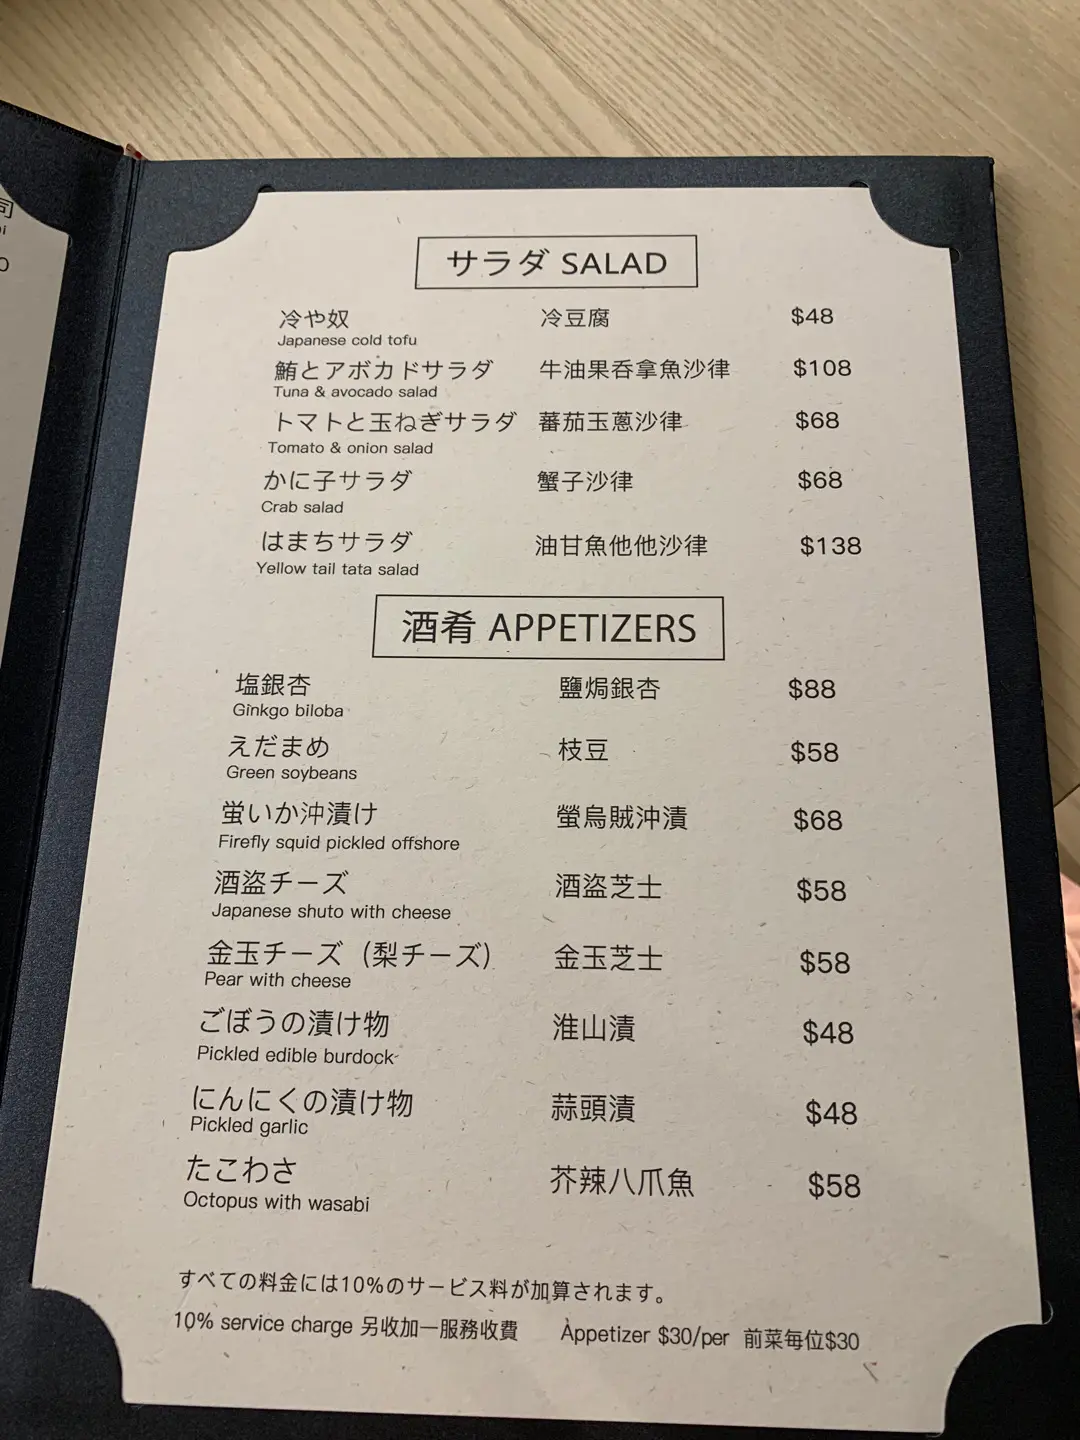 司
0
サラダ SALAD
冷や奴 冷豆腐 $48
Japanese cold tofu
鮪とアボカドサラダ 牛油果吞拿魚沙律 $108
Tuna & avocado salad
トマトと玉ねぎサラダ 蕃茄玉蔥沙律 $68
Tomato & onion salad
かに子サラダ 蟹子沙律 $68
Crab salad
はまちサラダ 油甘魚他他沙律 $138
Yellow tail tata salad
酒肴 APPETIZERS
塩銀杏 鹽焗銀杏 $88
Ginkgo biloba
えだまめ 枝豆 $58
Green soybeans
蛍いか沖漬け 螢烏賊沖漬 $68
Firefly squid pickled offshore
酒盗チーズ 酒盜芝士 $58
Japanese shuto with cheese
金玉チーズ（梨チーズ） 金玉芝士 $58
Pear with cheese
ごぼうの漬け物 淮山漬 $48
Pickled edible burdock
にんにくの漬け物 蒜頭漬 $48
Pickled garlic
たこわさ 芥辣八爪魚 $58
Octopus with wasabi
すべての料金には10%のサービス料が加算されます。
10% service charge 另收加一服務收費 Appetizer $30/per 前菜每位$30